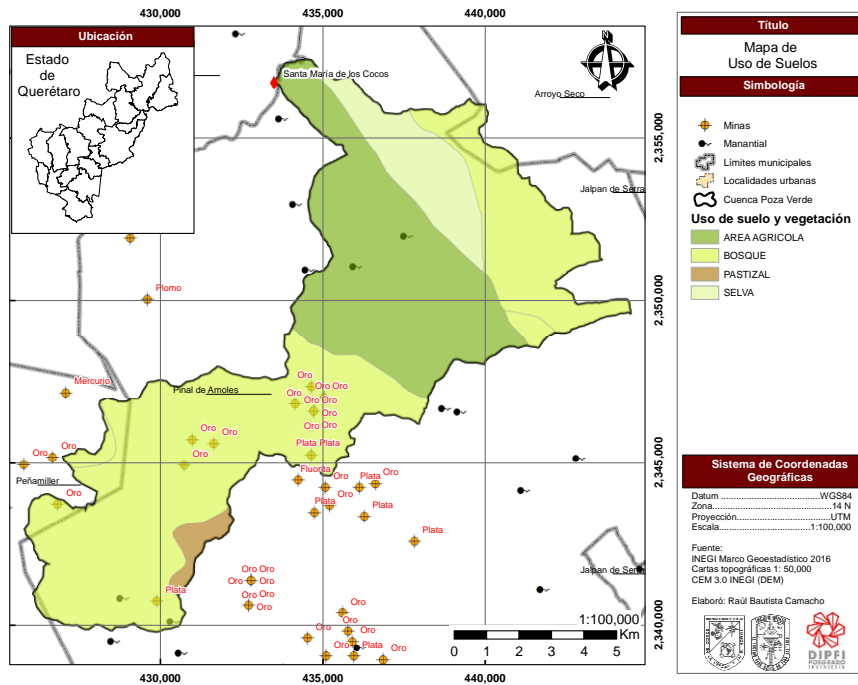 430,000
435,000
440,000
Ubicación
Estado
de
Querétaro
Santa María de los Cocos
Arroyo Seco
Jalpan de Serra
2,355,000
2,350,000
2,345,000
2,340,000
Plomo
Mercurio
Pinal de Amoles
Oro
Oro Oro
Oro
Oro
Oro
Oro Oro
Oro
Oro
Oro
Plata Plata
Oro
Oro
Peñamiller
Oro
Fluorita
Oro
Plata
Oro
Plata
Oro
Plata
Plata
Oro Oro
Oro
Oro
Oro Oro
Oro
Plata
Jalpan de Serra
Oro
Oro
Oro
Oro
Plata
Oro
Oro
Oro
1:100,000
0 1 2 3 4 5
Km
430,000
435,000
440,000
Título
Mapa de
Uso de Suelos
Simbología
Minas
Manantial
Límites municipales
Localidades urbanas
Cuenca Poza Verde
Uso de suelo y vegetación
AREA AGRICOLA
BOSQUE
PASTIZAL
SELVA
Sistema de Coordenadas
Geográficas
Datum ......................WGS84
Zona............................14 N
Proyección..................UTM
Escala.....................1:100,000
Fuente:
INEGI Marco Geoestadístico 2016
Cartas topográficas 1: 50,000
CEM 3.0 INEGI (DEM)
Elaboró: Raúl Bautista Camacho
DIPFI
POSGRADO
INGENIERÍA